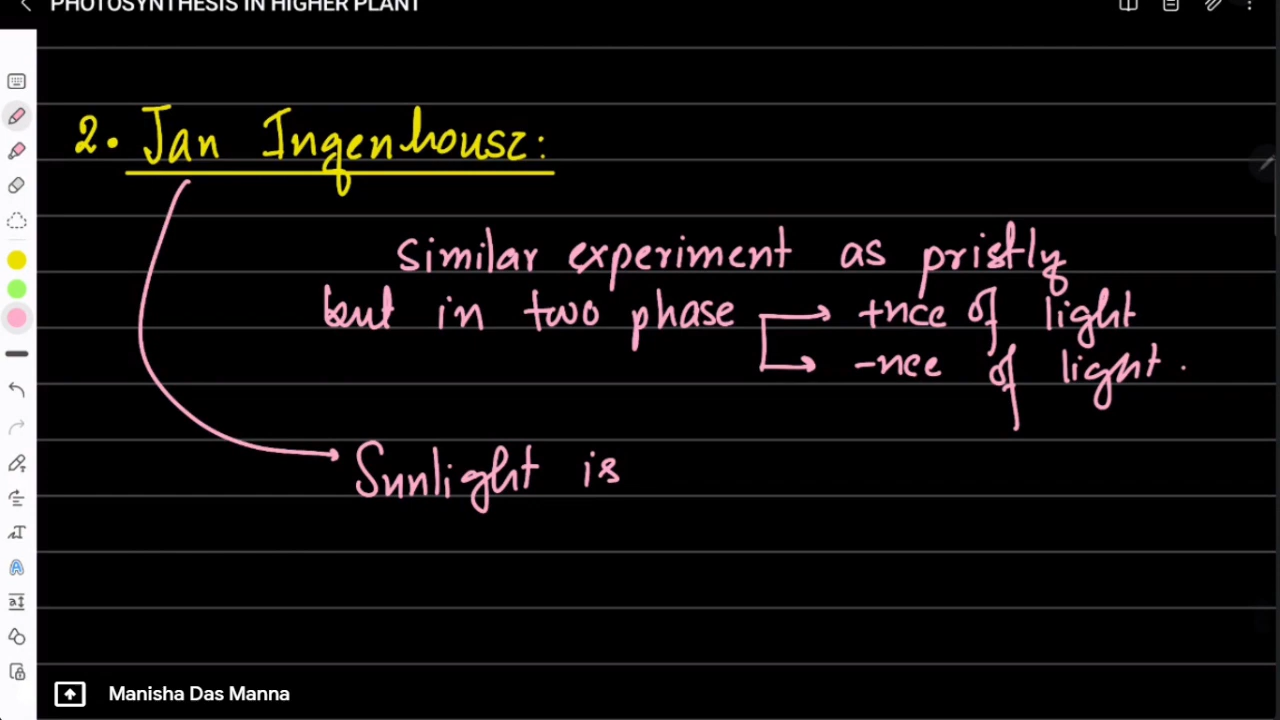 PHOTOSYNTHESIS IN HIGHER PLANT
2. Jan Ingenhousz:
Similar experiment as pristly
but in two phase → +nce of light
→ -nce of light.
Sunlight is
Manisha Das Manna